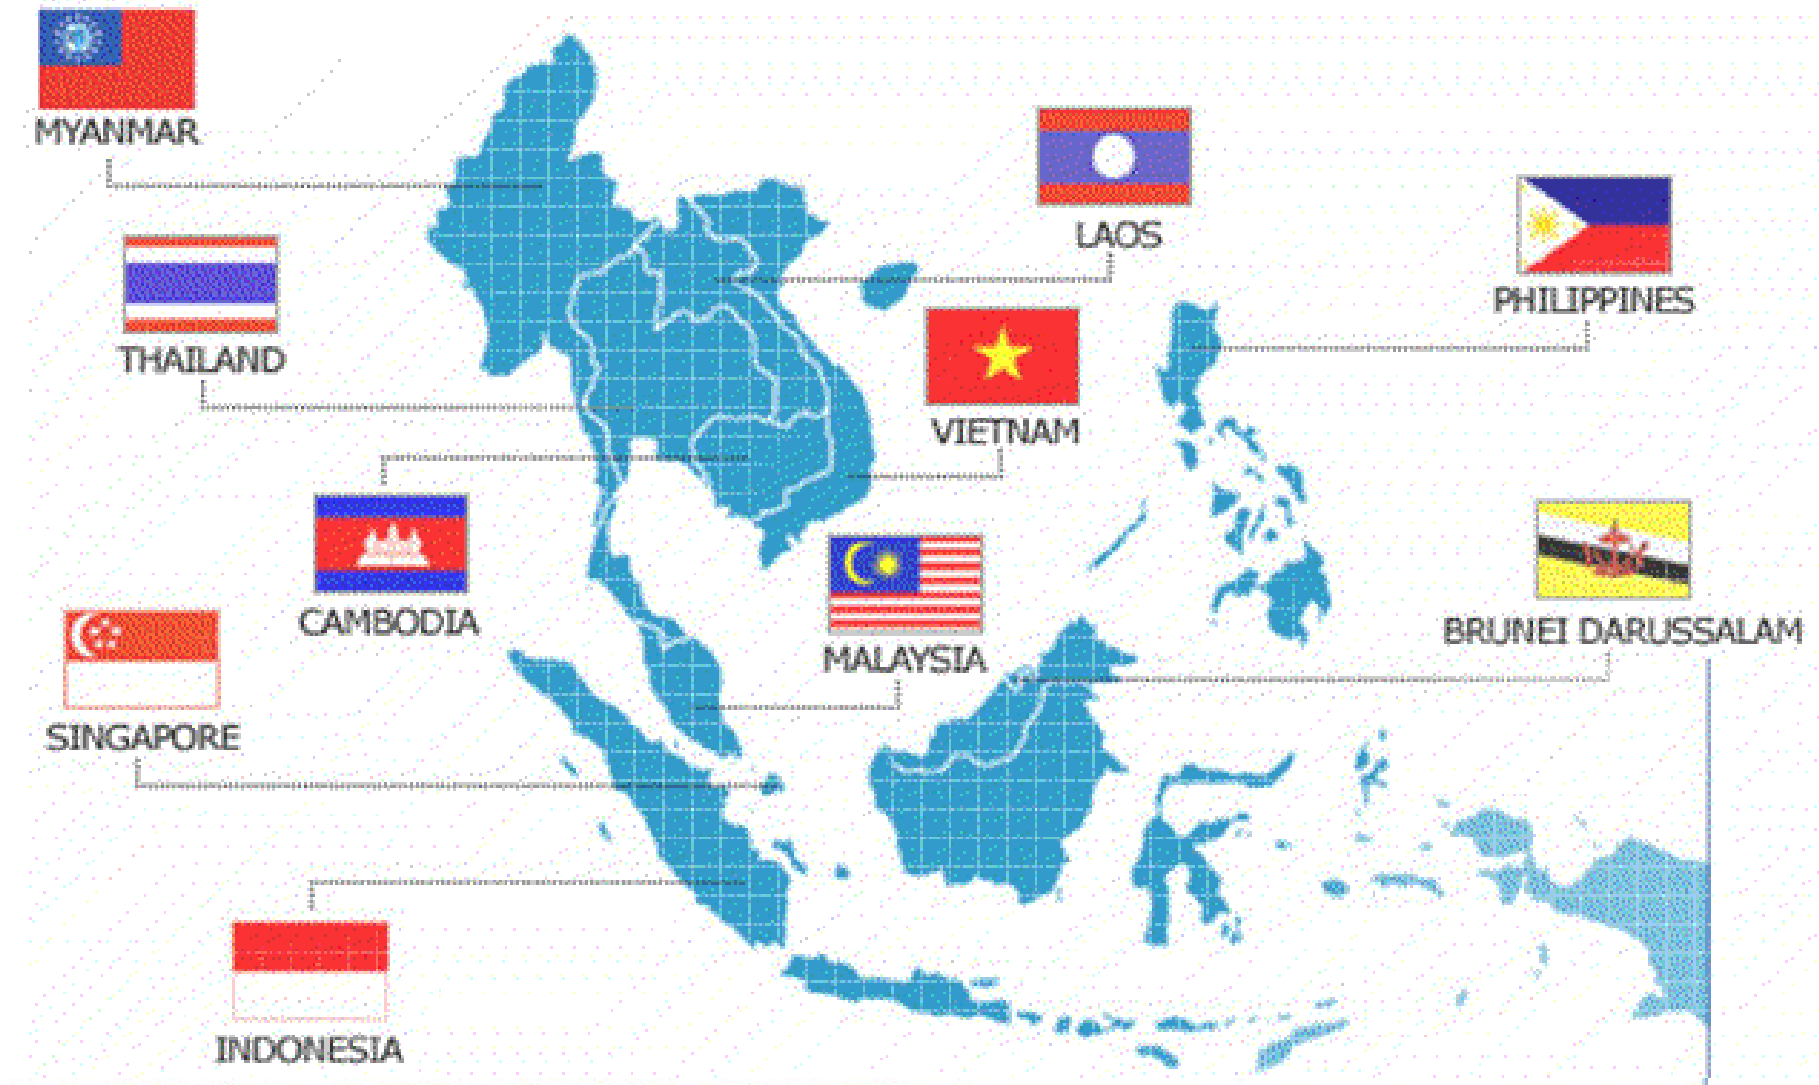 MYANMAR
LAOS
PHILIPPINES
THAILAND
VIETNAM
CAMBODIA
MALAYSIA
BRUNEI DARUSSALAM
SINGAPORE
INDONESIA